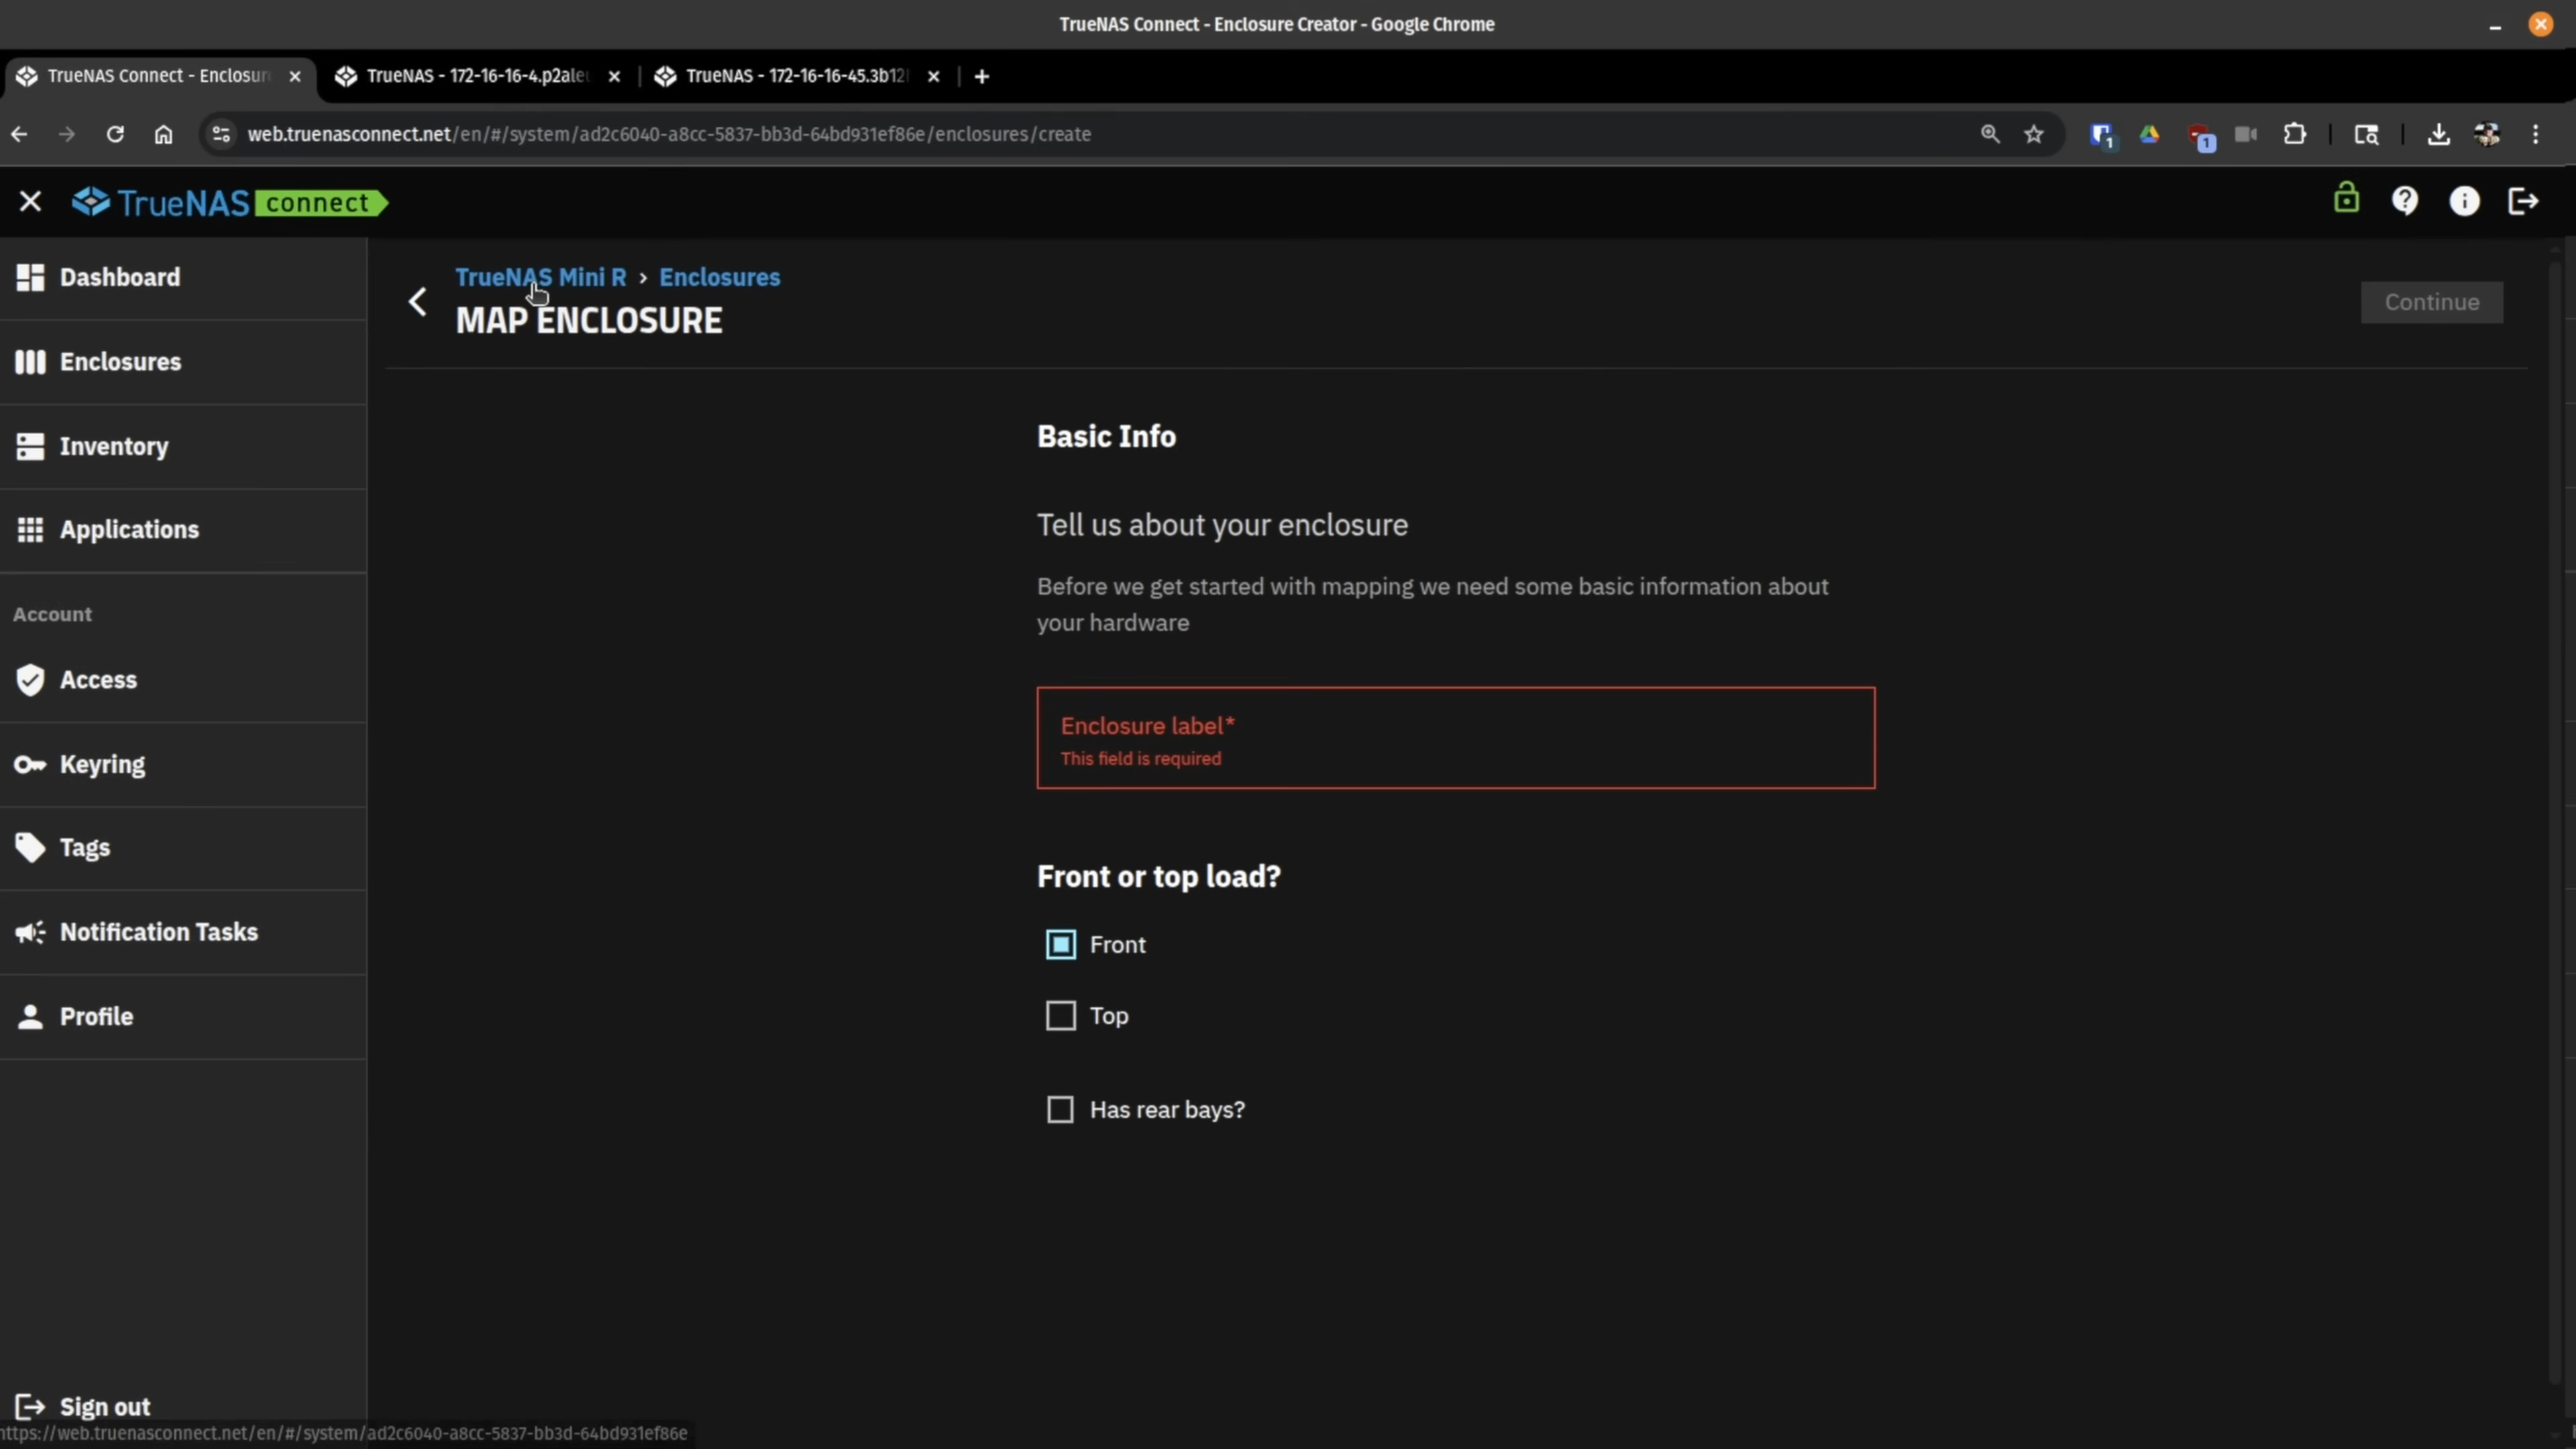 TrueNAS Connect - Enclosure Creator - Google Chrome
TrueNAS Connect - Enclosur
TrueNAS - 172-16-16-4.p2aleu
TrueNAS - 172-16-16-45.3b12
web.truenasconnect.net/en/#/system/ad2c6040-a8cc-5837-bb3d-64bd931ef86e/enclosures/create
1
1
TrueNAS connect
Dashboard
Enclosures
Inventory
Applications
Account
Access
Keyring
Tags
Notification Tasks
Profile
Sign out
TrueNAS Mini R › Enclosures
MAP ENCLOSURE
Continue
Basic Info
Tell us about your enclosure
Before we get started with mapping we need some basic information about
your hardware
Enclosure label*
This field is required
Front or top load?
Front
Top
Has rear bays?
https://web.truenasconnect.net/en/#/system/ad2c6040-a8cc-5837-bb3d-64bd931ef86e